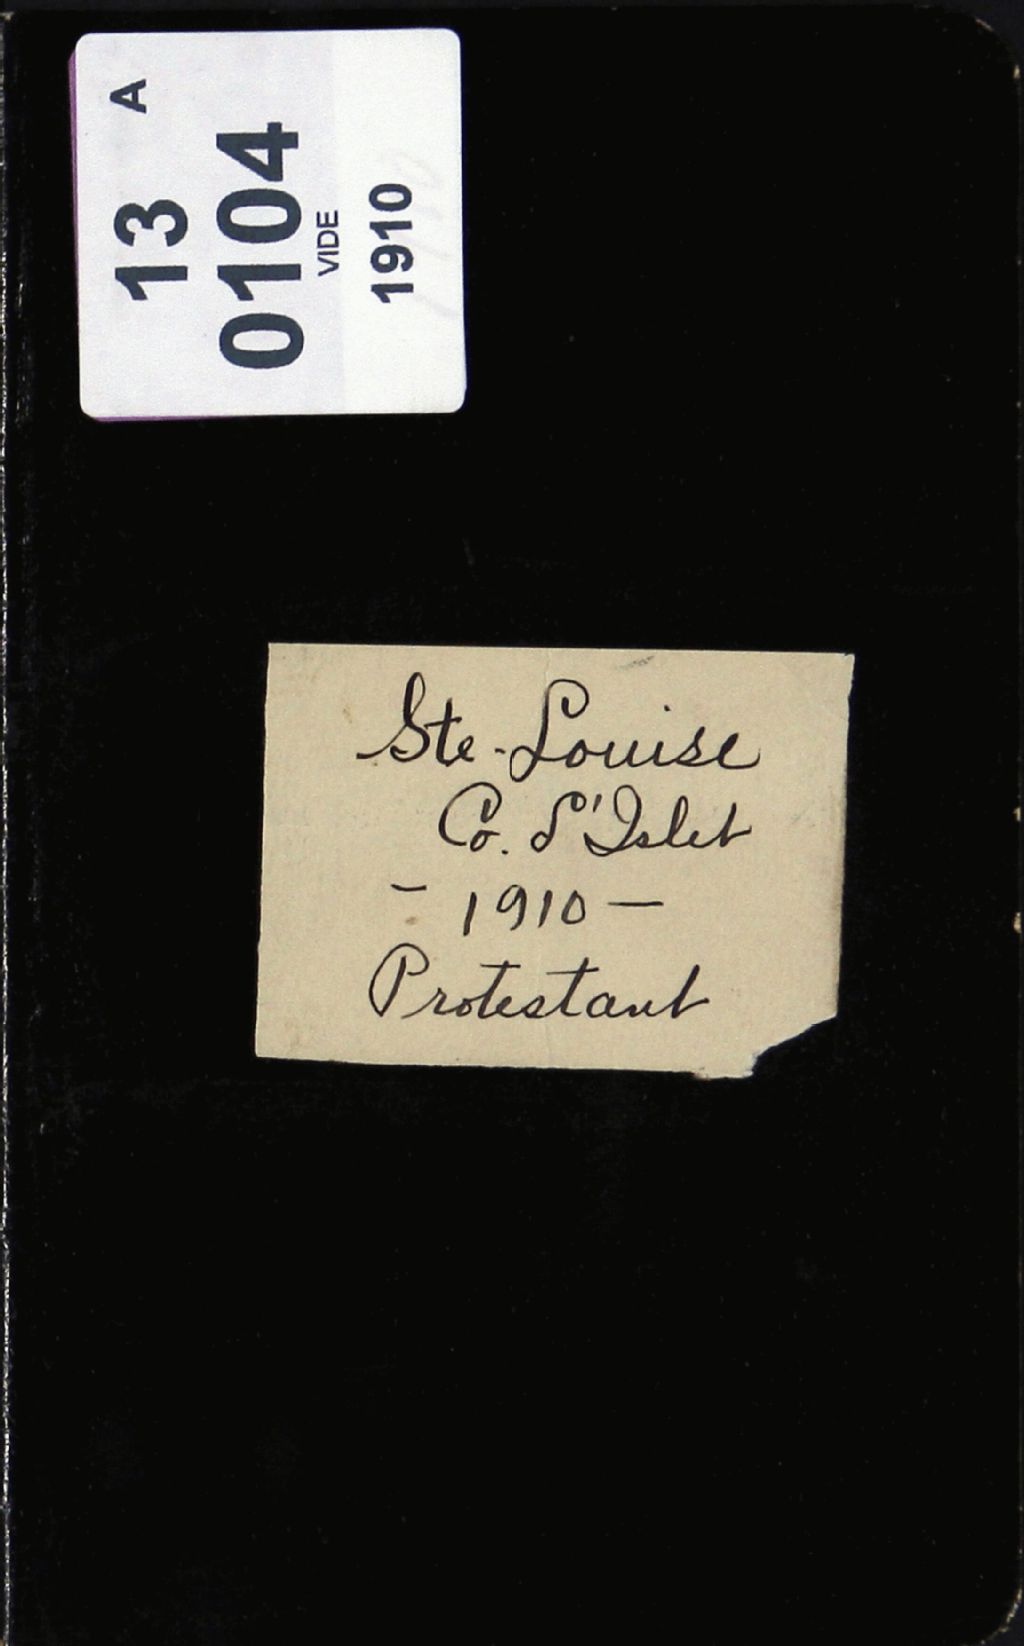 13 A
0104
VIDE
1910
Ste-Louise
Co. L'Islet
- 1910 -
Protestant